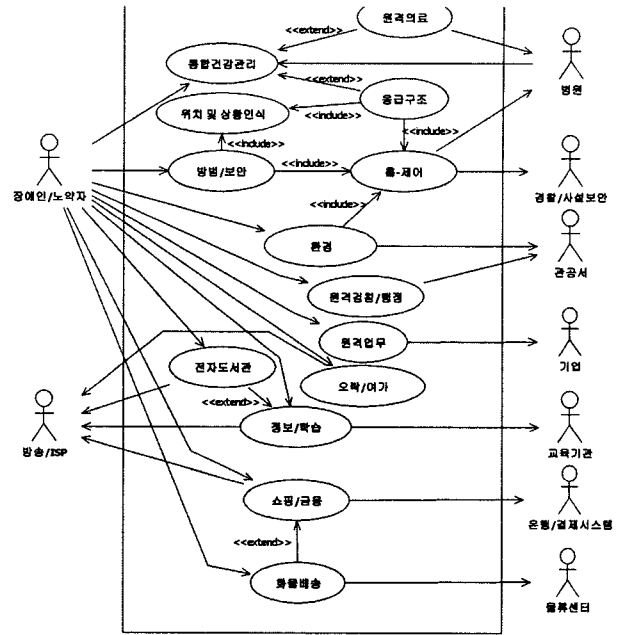 원격의료
<<extend>>
통합건강관리
병원
<<extend>>
응급구조
위치 및 상황인식
<<include>>
<<include>>
<<include>>
방범/보안
<<include>>
홈-제어
장애인/노약자
경찰/사설보안
<<include>>
환경
관공서
원격검황/행정
원격업무
기업
전자도서관
오락/여가
<<extend>>
방송/ISP
정보/학습
교육기관
쇼핑/금융
은행/결제시스템
<<extend>>
화물배송
물류센터